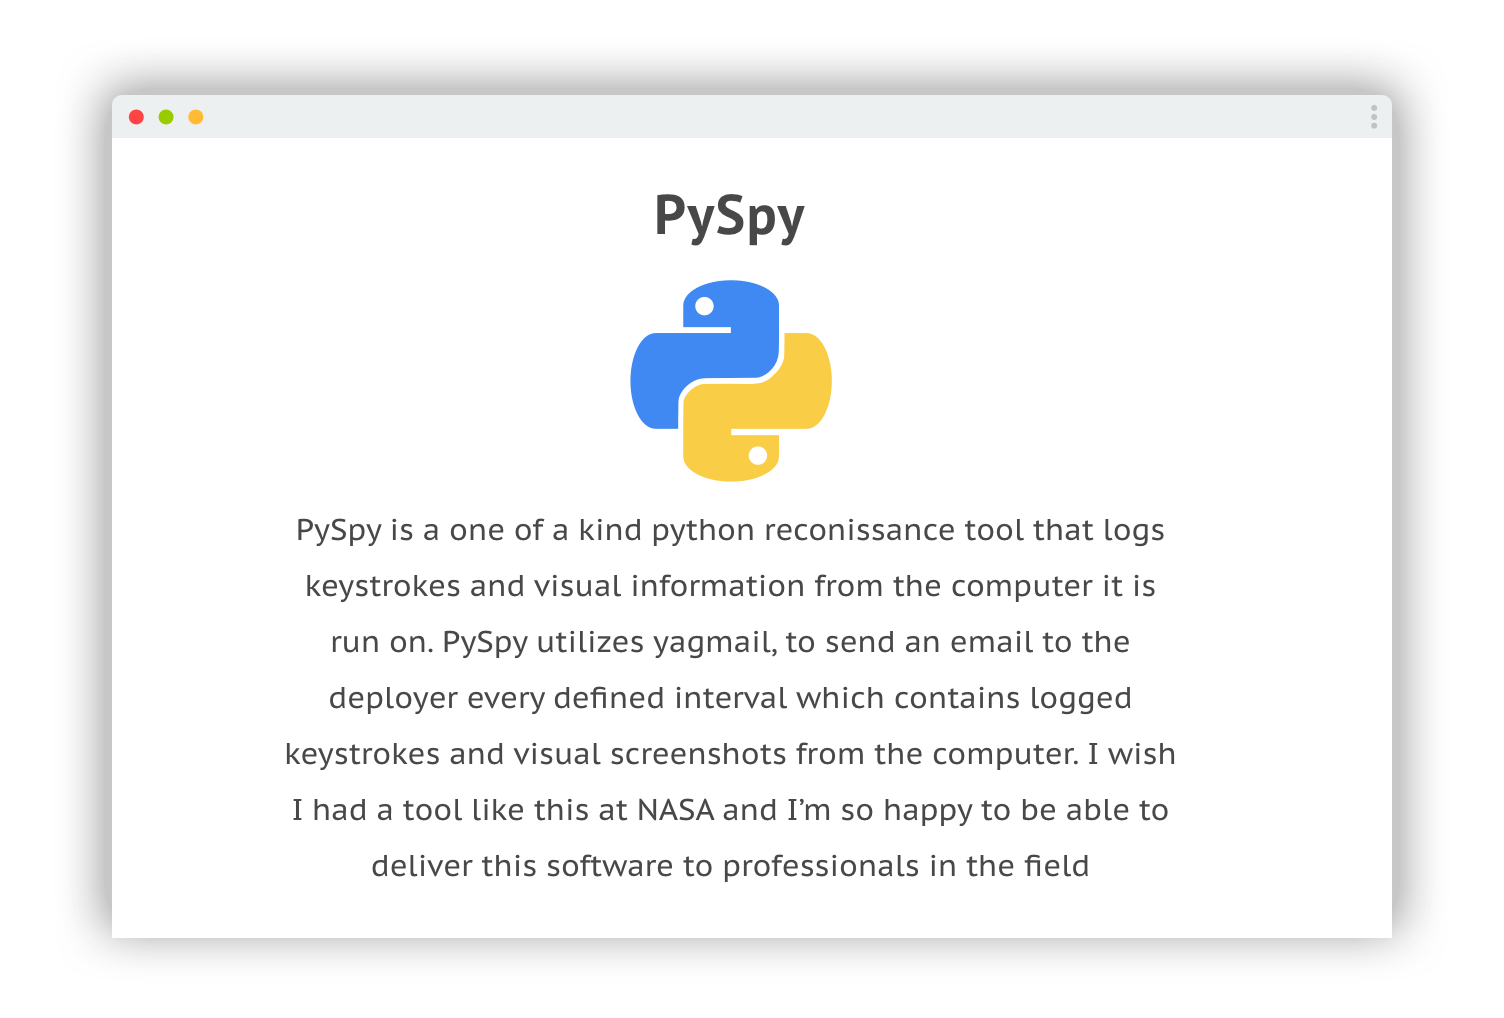 PySpy
PySpy is a one of a kind python reconissance tool that logs
keystrokes and visual information from the computer it is
run on. PySpy utilizes yagmail, to send an email to the
deployer every defined interval which contains logged
keystrokes and visual screenshots from the computer. I wish
I had a tool like this at NASA and I’m so happy to be able to
deliver this software to professionals in the field